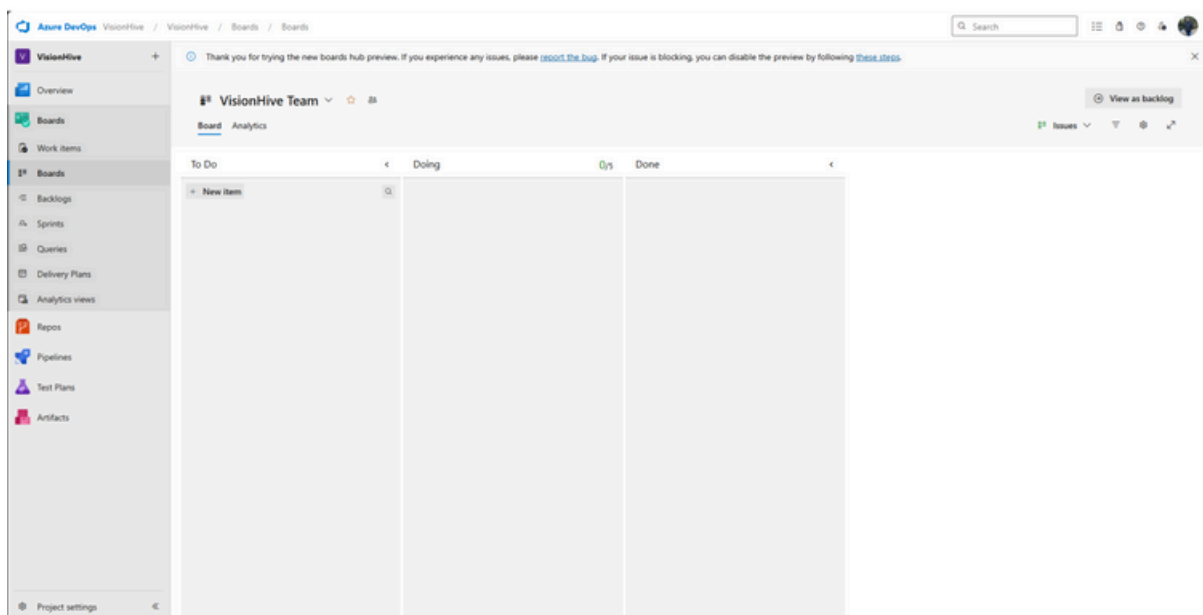 Azure DevOps VisionHive / VisionHive / Boards / Boards
Search
V VisionHive +
Thank you for trying the new boards hub preview. If you experience any issues, please report the bug. If your issue is blocking, you can disable the preview by following these steps.
Overview
Boards
Work items
Boards
Backlogs
Sprints
Queries
Delivery Plans
Analytics views
Repos
Pipelines
Test Plans
Artifacts
Project settings
VisionHive Team
View as backlog
Board Analytics
Issues
To Do
Doing 0/5
Done
+ New item